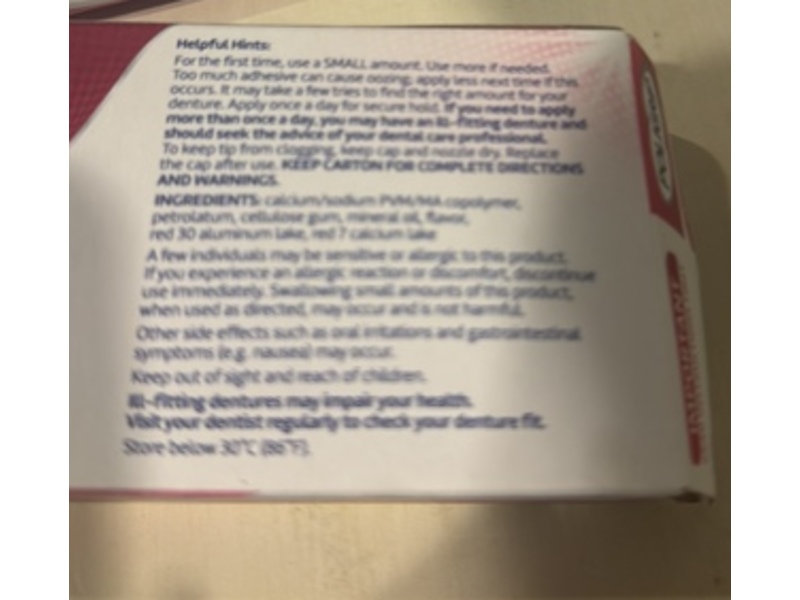 Helpful Hints:
For the first time, use a SMALL amount. Use more if needed.
Too much adhesive can cause oozing; apply less next time if this
occurs. It may take a few tries to find the right amount for your
denture. Apply once a day for secure hold. If you need to apply
more than once a day, you may have an ill-fitting denture and
should seek the advice of your dental care professional.
To keep tip from clogging, keep cap and nozzle dry. Replace
the cap after use. KEEP CARTON FOR COMPLETE DIRECTIONS
AND WARNINGS.
INGREDIENTS: calcium/sodium PVM/MA copolymer,
petrolatum, cellulose gum, mineral oil, flavor,
red 30 aluminum lake, red 7 calcium lake
A few individuals may be sensitive or allergic to this product.
If you experience an allergic reaction or discomfort, discontinue
use immediately. Swallowing small amounts of this product,
when used as directed, may occur and is not harmful.
Other side effects such as oral irritations and gastrointestinal
symptoms (e.g. nausea) may occur.
Keep out of sight and reach of children.
Ill-fitting dentures may impair your health.
Visit your dentist regularly to check your denture fit.
Store below 30°C (86°F).
IMPORTANT